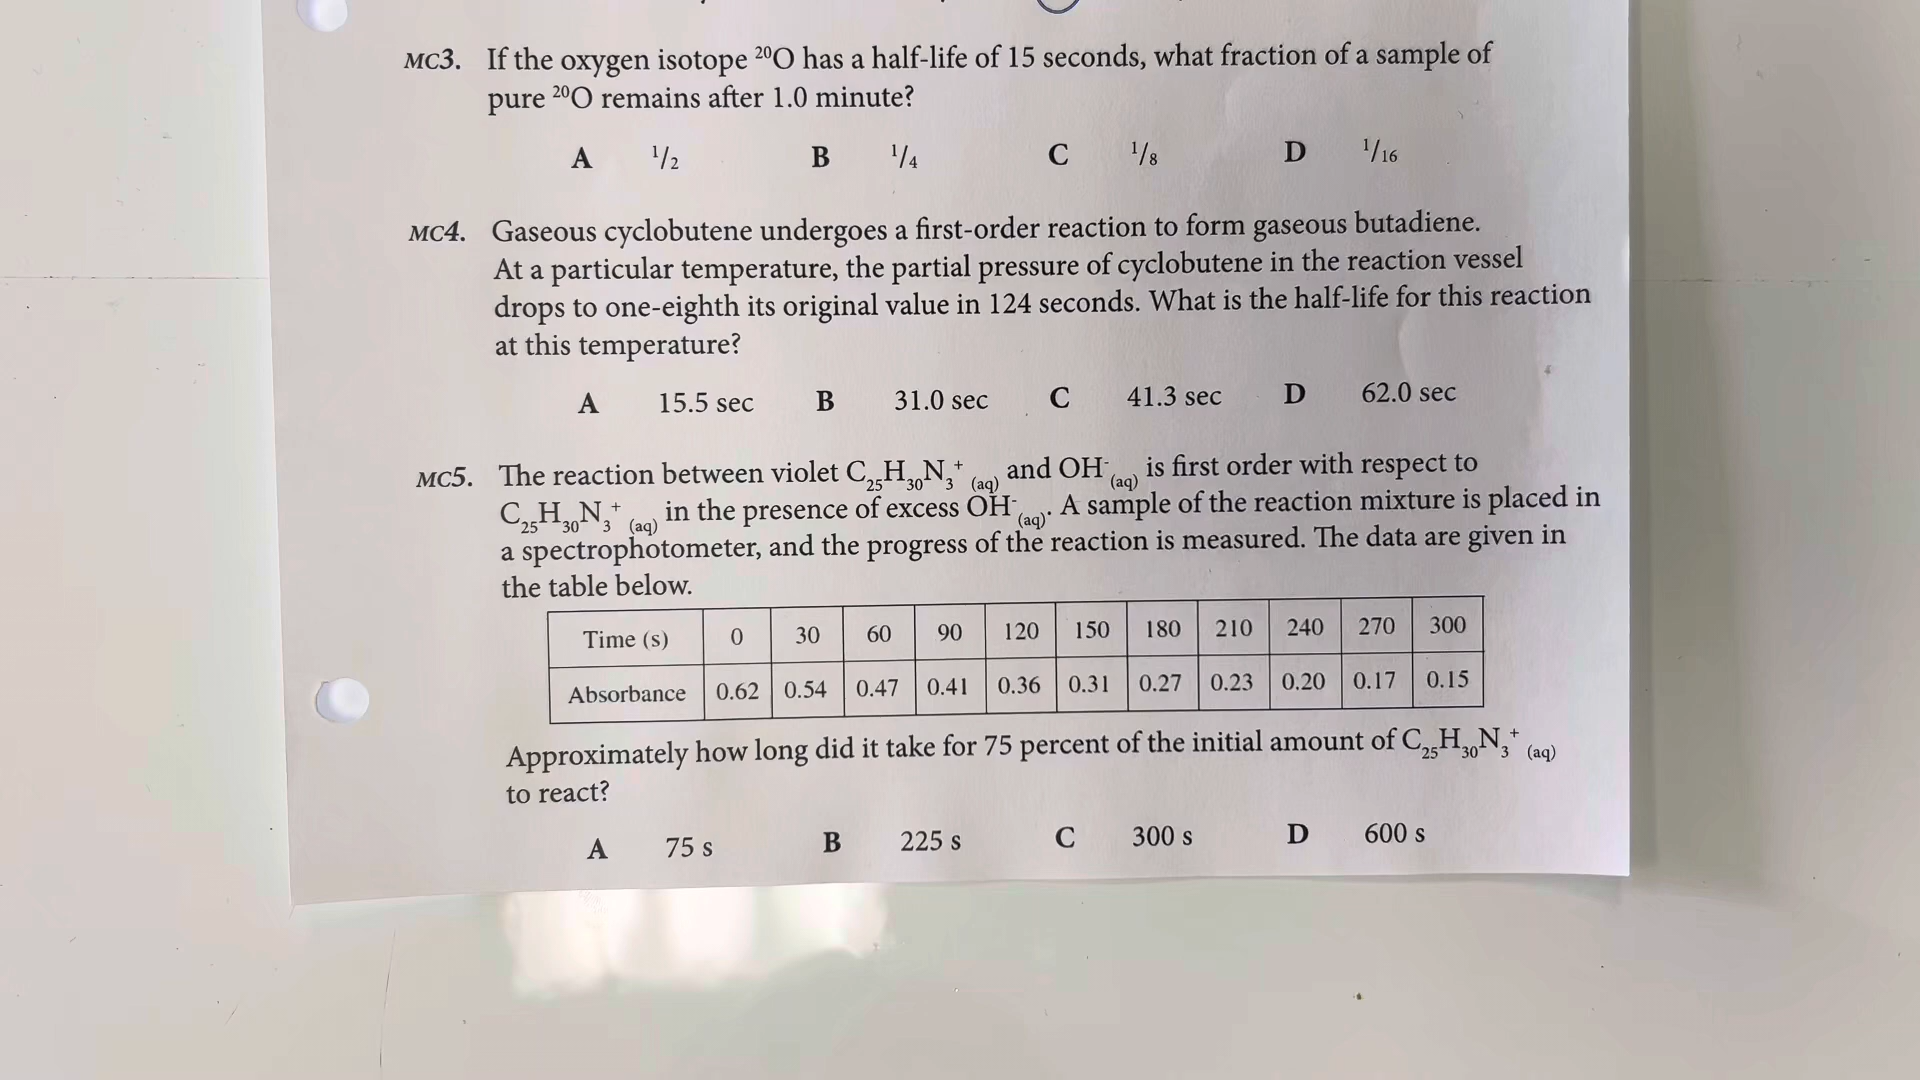 MC3. If the oxygen isotope ²⁰O has a half-life of 15 seconds, what fraction of a sample of
pure ²⁰O remains after 1.0 minute?
A ¹/₂ B ¹/₄ C ¹/₈ D ¹/₁₆
MC4. Gaseous cyclobutene undergoes a first-order reaction to form gaseous butadiene.
At a particular temperature, the partial pressure of cyclobutene in the reaction vessel
drops to one-eighth its original value in 124 seconds. What is the half-life for this reaction
at this temperature?
A 15.5 sec B 31.0 sec C 41.3 sec D 62.0 sec
MC5. The reaction between violet C₂₅H₃₀N₃⁺ (aq) and OH⁻(aq) is first order with respect to
C₂₅H₃₀N₃⁺ (aq) in the presence of excess OH⁻(aq). A sample of the reaction mixture is placed in
a spectrophotometer, and the progress of the reaction is measured. The data are given in
the table below.
Time (s) 0 30 60 90 120 150 180 210 240 270 300
Absorbance 0.62 0.54 0.47 0.41 0.36 0.31 0.27 0.23 0.20 0.17 0.15
Approximately how long did it take for 75 percent of the initial amount of C₂₅H₃₀N₃⁺ (aq)
to react?
A 75 s B 225 s C 300 s D 600 s